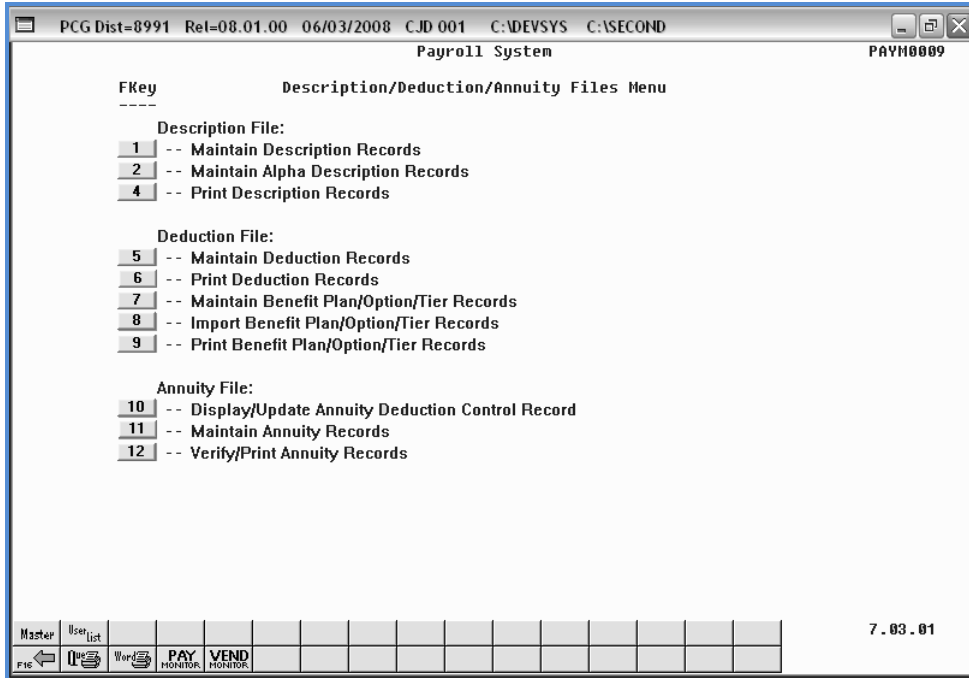 PCG Dist=8991 Rel=08.01.00 06/03/2008 CJD 001 C:\DEVSYS C:\SECOND
Payroll System PAYM0009
FKey Description/Deduction/Annuity Files Menu
----
Description File:
1 -- Maintain Description Records
2 -- Maintain Alpha Description Records
4 -- Print Description Records
Deduction File:
5 -- Maintain Deduction Records
6 -- Print Deduction Records
7 -- Maintain Benefit Plan/Option/Tier Records
8 -- Import Benefit Plan/Option/Tier Records
9 -- Print Benefit Plan/Option/Tier Records
Annuity File:
10 -- Display/Update Annuity Deduction Control Record
11 -- Maintain Annuity Records
12 -- Verify/Print Annuity Records
Master User list 7.03.01
F16 Que Word PAY MONITOR VEND MONITOR